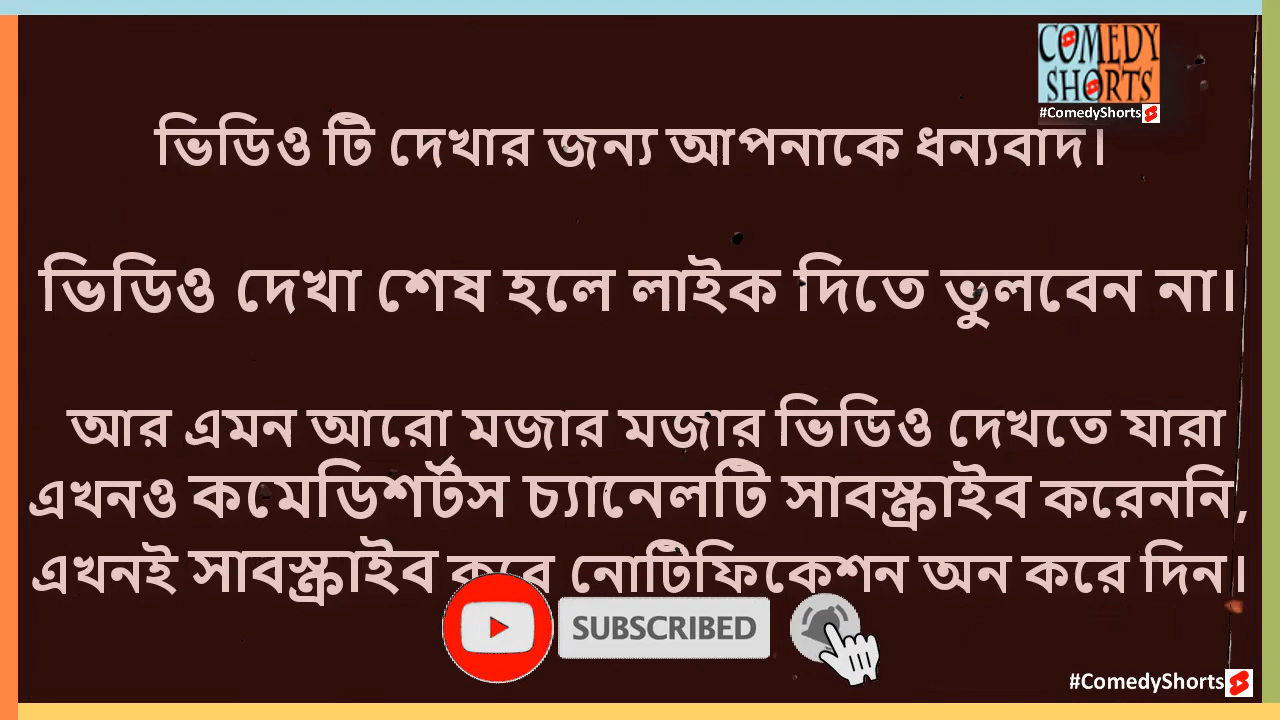 COMEDY
SHORTS
#ComedyShorts
ভিডিও টি দেখার জন্য আপনাকে ধন্যবাদ।
ভিডিও দেখা শেষ হলে লাইক দিতে ভুলবেন না।
আর এমন আরো মজার মজার ভিডিও দেখতে যারা
এখনও কমেডিশর্টস চ্যানেলটি সাবস্ক্রাইব করেননি,
এখনই সাবস্ক্রাইব করে নোটিফিকেশন অন করে দিন।
SUBSCRIBED
#ComedyShorts